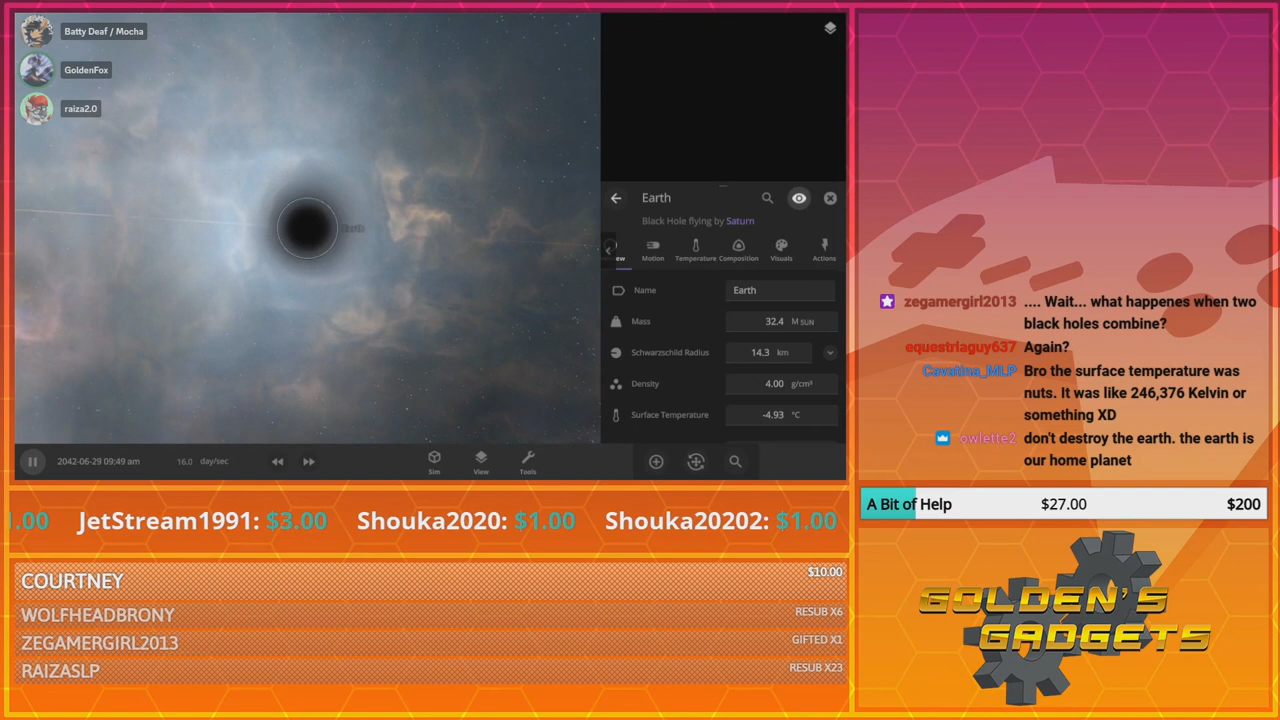 Batty Deaf / Mocha
GoldenFox
raiza2.0
Earth
Earth
Black Hole flying by Saturn
ew
Motion
Temperature
Composition
Visuals
Actions
Name
Earth
Mass
32.4 M SUN
Schwarzschild Radius
14.3 km
Density
4.00 g/cm³
Surface Temperature
-4.93 °C
2042-06-29 09:49 am
16.0 day/sec
Sim
View
Tools
zegamergirl2013 .... Wait... what happenes when two
black holes combine?
equestriaguy637 Again?
Cavatina_MLP Bro the surface temperature was
nuts. It was like 246,376 Kelvin or
something XD
owlette2 don't destroy the earth. the earth is
our home planet
A Bit of Help $27.00 $200
1.00 JetStream1991: $3.00 Shouka2020: $1.00 Shouka20202: $1.00
COURTNEY $10.00
WOLFHEADBRONY RESUB X6
ZEGAMERGIRL2013 GIFTED X1
RAIZASLP RESUB X23
GOLDEN'S
GADGETS